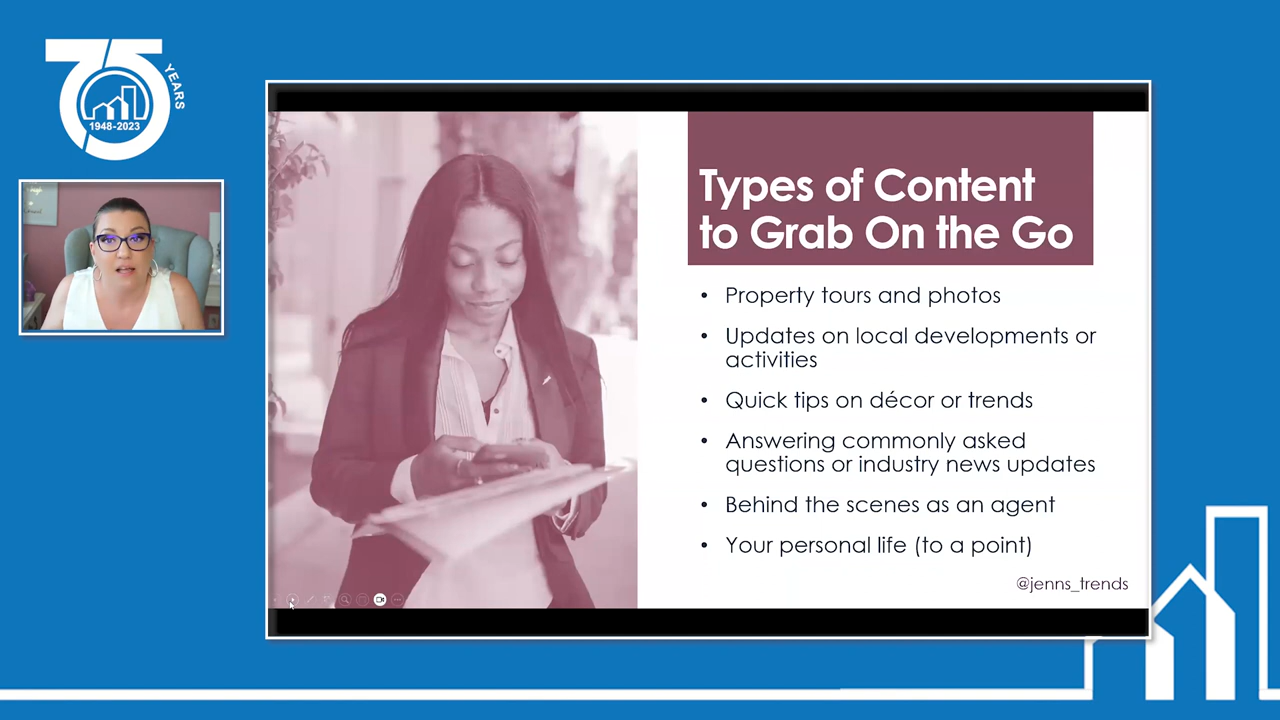 75
YEARS
1948-2023
Types of Content
to Grab On the Go
• Property tours and photos
• Updates on local developments or
activities
• Quick tips on décor or trends
• Answering commonly asked
questions or industry news updates
• Behind the scenes as an agent
• Your personal life (to a point)
@jenns_trends